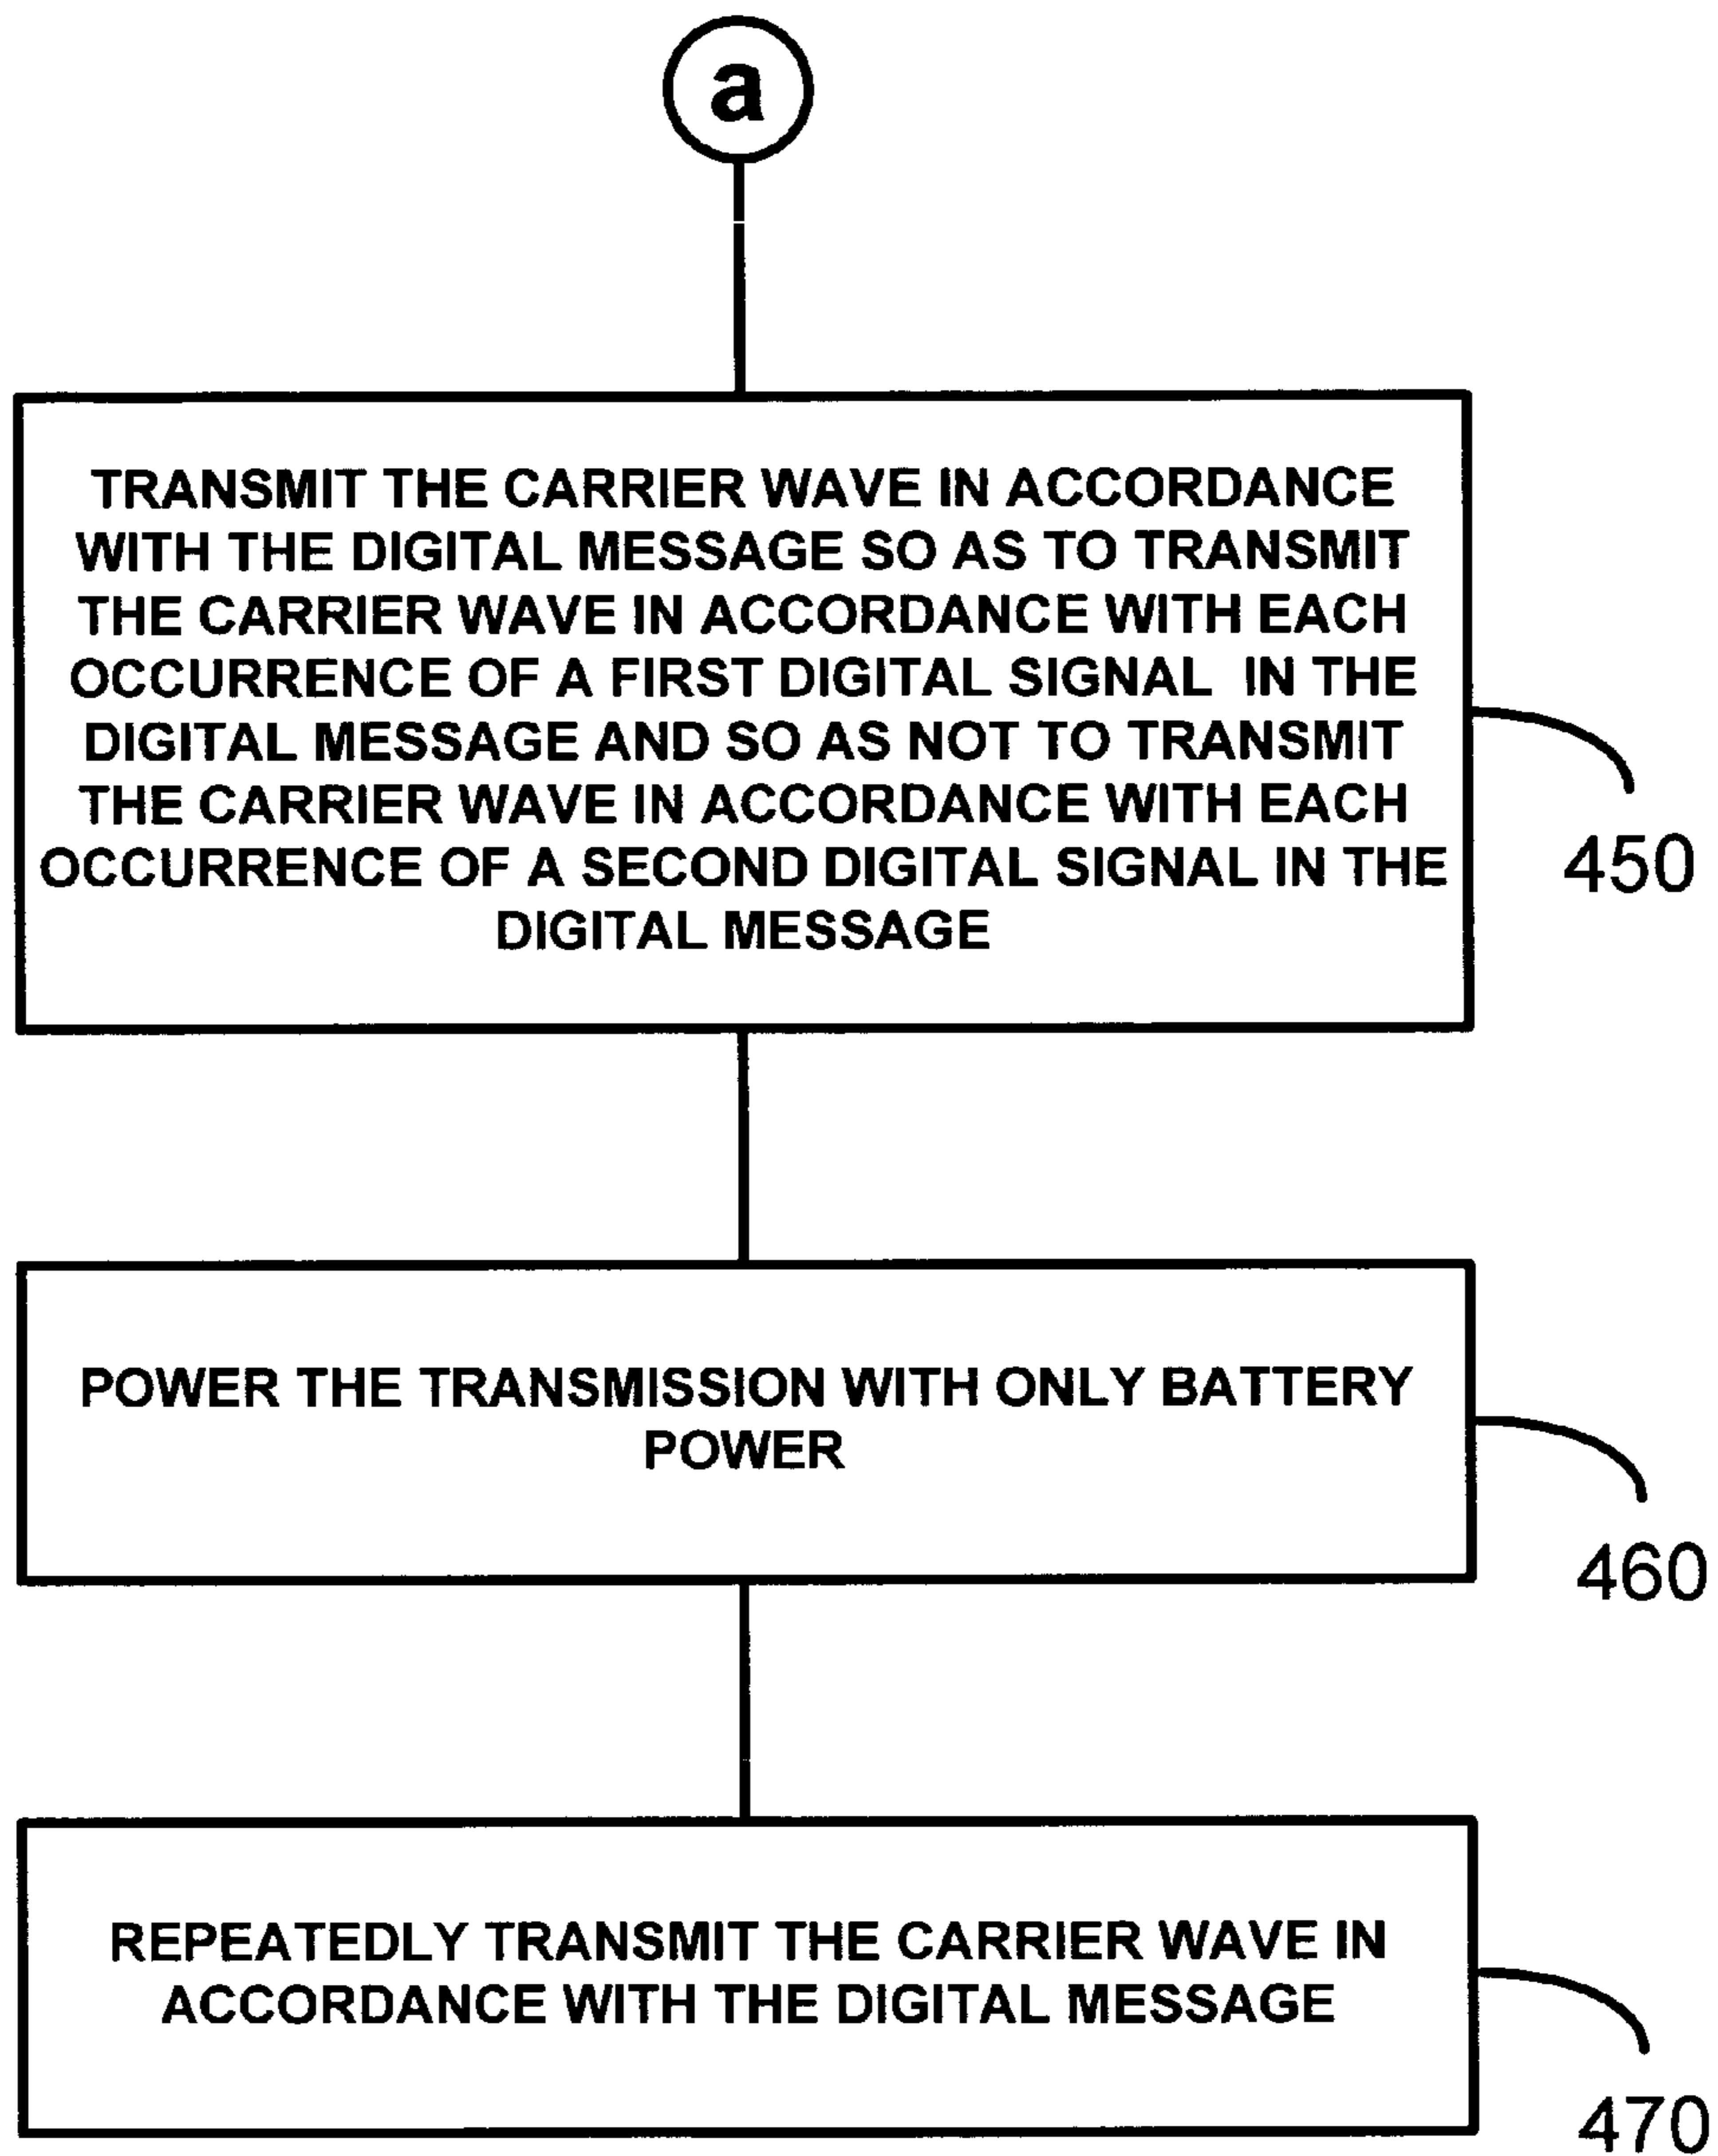 a
TRANSMIT THE CARRIER WAVE IN ACCORDANCE
WITH THE DIGITAL MESSAGE SO AS TO TRANSMIT
THE CARRIER WAVE IN ACCORDANCE WITH EACH
OCCURRENCE OF A FIRST DIGITAL SIGNAL IN THE
DIGITAL MESSAGE AND SO AS NOT TO TRANSMIT
THE CARRIER WAVE IN ACCORDANCE WITH EACH
OCCURRENCE OF A SECOND DIGITAL SIGNAL IN THE
DIGITAL MESSAGE
450
POWER THE TRANSMISSION WITH ONLY BATTERY
POWER
460
REPEATEDLY TRANSMIT THE CARRIER WAVE IN
ACCORDANCE WITH THE DIGITAL MESSAGE
470